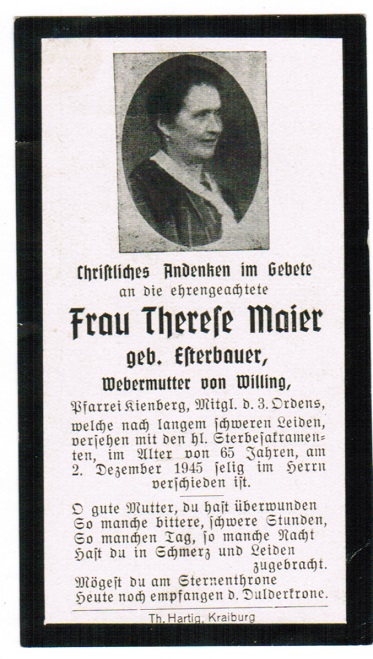 Christliches Andenken im Gebete
an die ehrengeachtete
Frau Therese Maier
geb. Esterbauer,
Webermutter von Willing,
Pfarrei Kienberg, Mitgl. d. 3. Ordens,
welche nach langem schweren Leiden,
versehen mit den hl. Sterbesakramen-
ten, im Alter von 65 Jahren, am
2. Dezember 1945 selig im Herrn
verschieden ist.
O gute Mutter, du hast überwunden
So manche bittere, schwere Stunden,
So manchen Tag, so manche Nacht
Hast du in Schmerz und Leiden
zugebracht.
Mögest du am Sternenthrone
Heute noch empfangen d. Dulderkrone.
Th. Hartig, Kraiburg